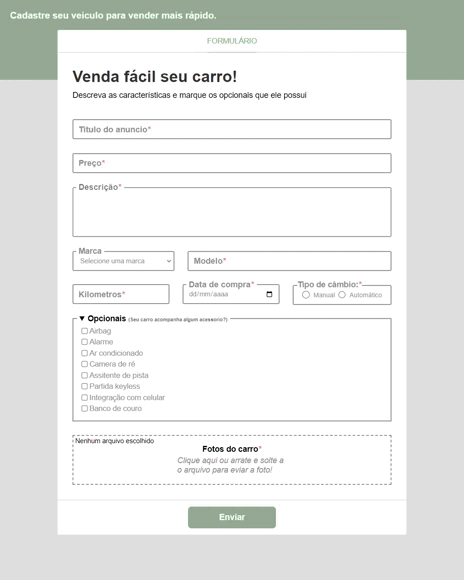 Cadastre seu veículo para vender mais rápido.
FORMULÁRIO
Venda fácil seu carro!
Descreva as características e marque os opcionais que ele possui
Título do anuncio*
Preço*
Descrição*
Marca
Selecione uma marca
Modelo*
Kilometros*
Data de compra*
dd/mm/aaaa
Tipo de câmbio:*
Manual Automático
Opcionais (Seu carro acompanha algum acessorio?)
Airbag
Alarme
Ar condicionado
Camera de ré
Assitente de pista
Partida keyless
Integração com celular
Banco de couro
Nenhum arquivo escolhido
Fotos do carro*
Clique aqui ou arrate e solte a
o arquivo para eviar a foto!
Enviar